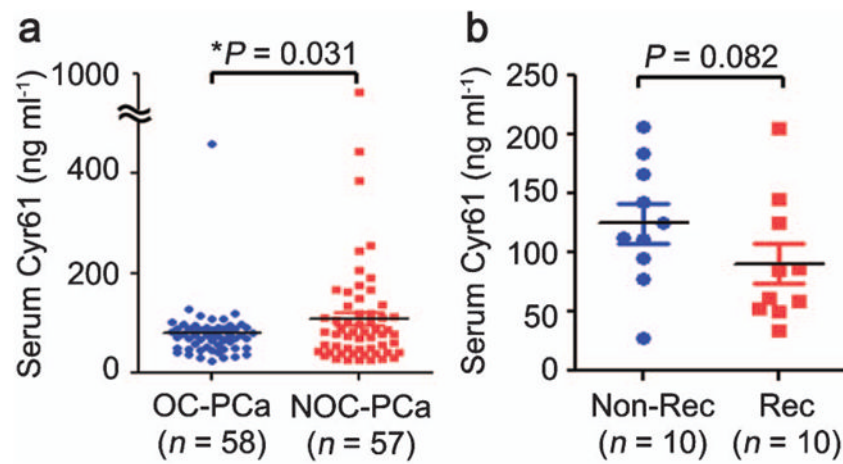 a
*P = 0.031
Serum Cyr61 (ng ml⁻¹)
1000
400
200
0
OC-PCa
(n = 58)
NOC-PCa
(n = 57)
b
P = 0.082
Serum Cyr61 (ng ml⁻¹)
250
200
150
100
50
0
Non-Rec
(n = 10)
Rec
(n = 10)